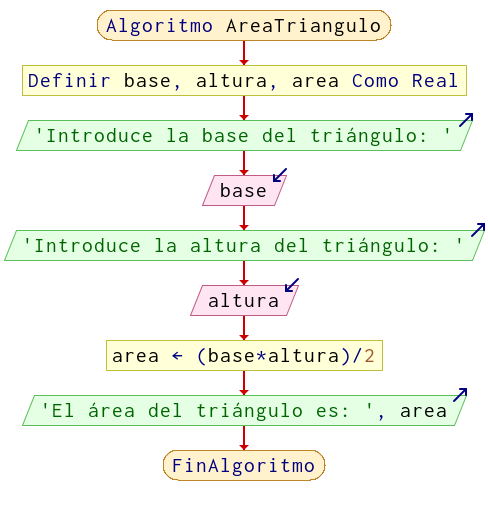 Algoritmo AreaTriangulo
Definir base, altura, area Como Real
'Introduce la base del triángulo: '
base
'Introduce la altura del triángulo: '
altura
area ← (base*altura)/2
'El área del triángulo es: ', area
FinAlgoritmo